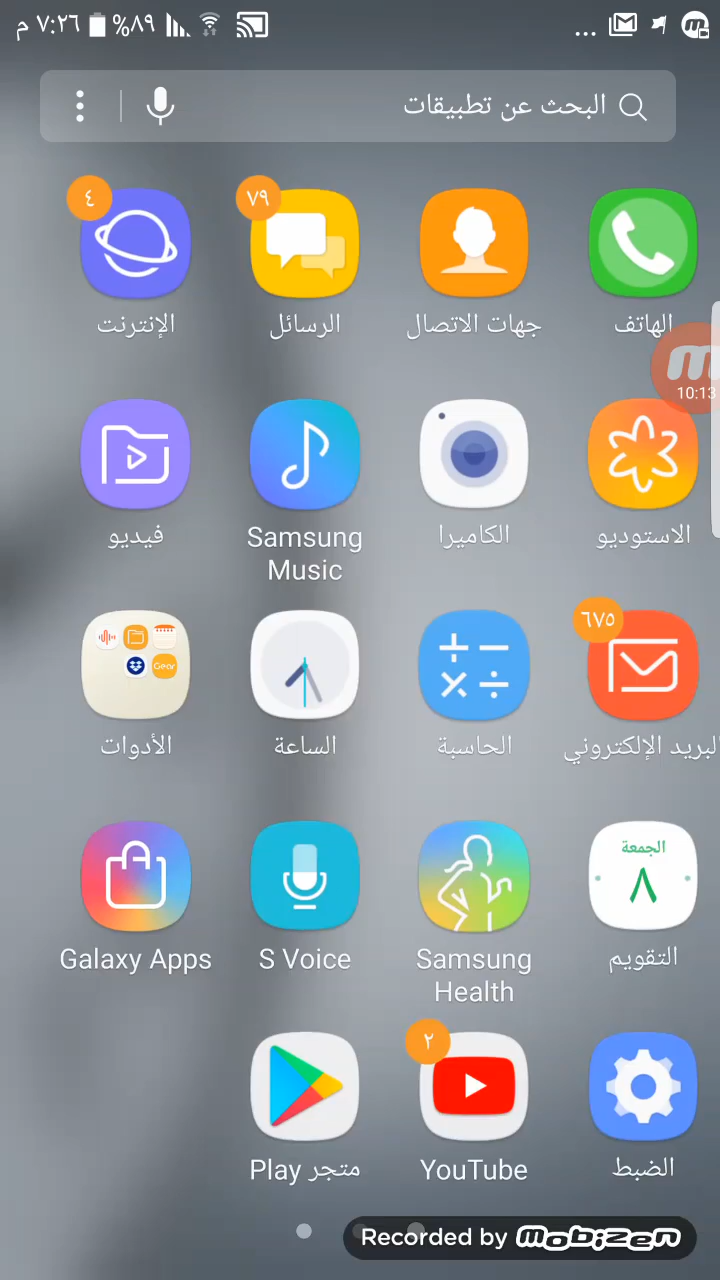 ٧:٢٦ م
٨٩%
...
البحث عن تطبيقات
٧٩
٤
الهاتف
جهات الاتصال
الرسائل
الإنترنت
10:13
الاستوديو
الكاميرا
Samsung
Music
فيديو
٦٧٥
Gear
البريد الإلكتروني
الحاسبة
الساعة
الأدوات
الجمعة
٨
التقويم
Samsung
Health
S Voice
Galaxy Apps
٢
الضبط
YouTube
متجر Play
Recorded by mobizen